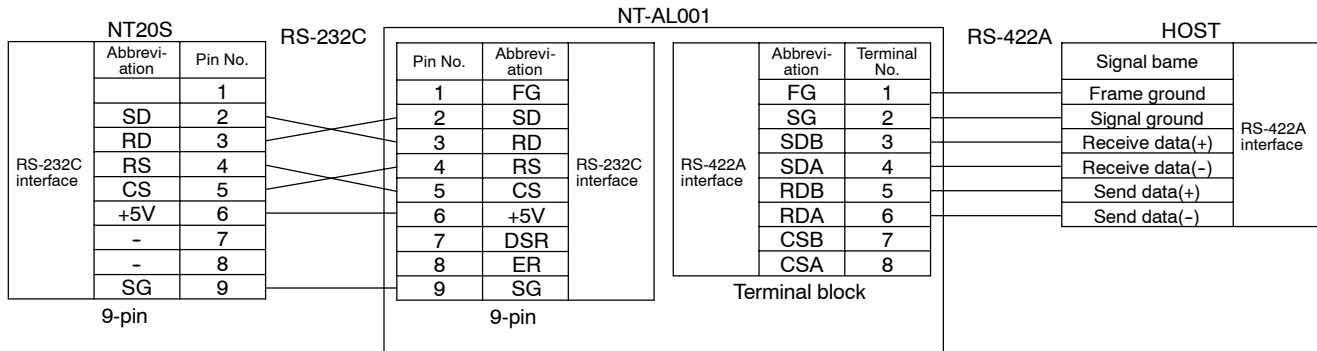 NT-AL001
NT20S
RS-232C
RS-422A
HOST
Abbrevi-
ation
Pin No.
1
SD 2
RD 3
RS 4
CS 5
+5V 6
- 7
- 8
SG 9
RS-232C
interface
9-pin
Pin No.
Abbrevi-
ation
1 FG
2 SD
3 RD
4 RS
5 CS
6 +5V
7 DSR
8 ER
9 SG
RS-232C
interface
9-pin
RS-422A
interface
Abbrevi-
ation
Terminal
No.
FG 1
SG 2
SDB 3
SDA 4
RDB 5
RDA 6
CSB 7
CSA 8
Terminal block
Signal bame
Frame ground
Signal ground
Receive data(+)
Receive data(-)
Send data(+)
Send data(-)
RS-422A
interface